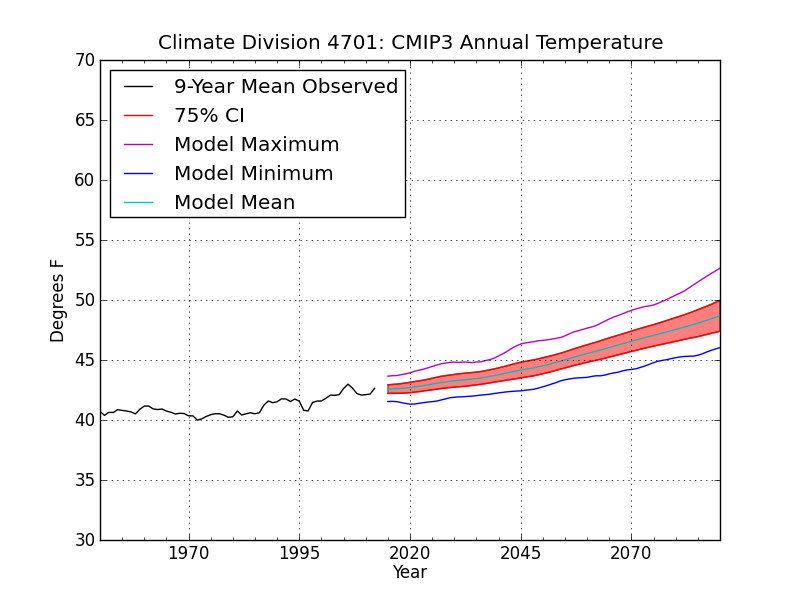 Climate Division 4701: CMIP3 Annual Temperature
70
65
60
55
50
45
40
35
30
Degrees F
9-Year Mean Observed
75% CI
Model Maximum
Model Minimum
Model Mean
1970 1995 2020 2045 2070
Year